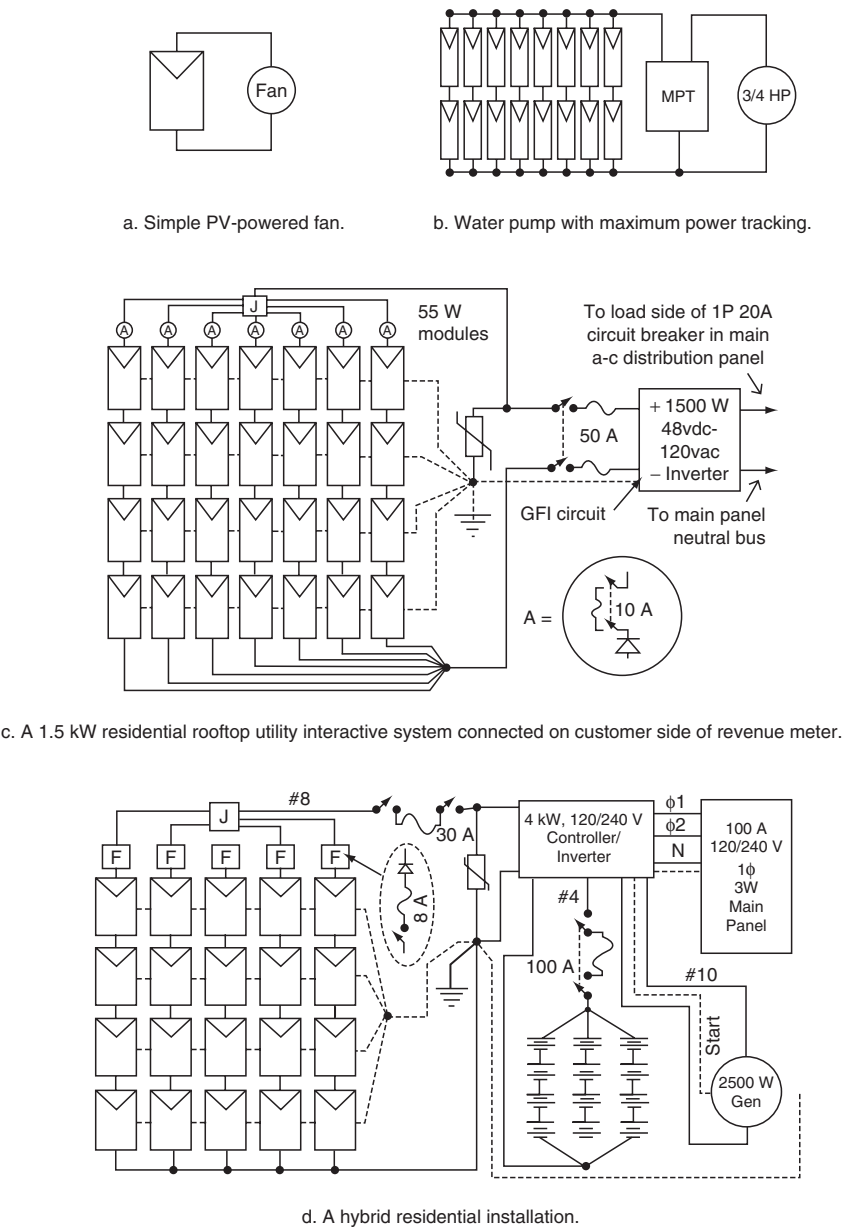 Fan
MPT
3/4 HP
a. Simple PV-powered fan.
b. Water pump with maximum power tracking.
J
A
A
A
A
A
A
A
55 W
modules
To load side of 1P 20A
circuit breaker in main
a-c distribution panel
50 A
+ 1500 W
48vdc-
120vac
– Inverter
GFI circuit
To main panel
neutral bus
A =
10 A
c. A 1.5 kW residential rooftop utility interactive system connected on customer side of revenue meter.
#8
J
30 A
F
F
F
F
F
8 A
4 kW, 120/240 V
Controller/
Inverter
ϕ1
ϕ2
N
100 A
120/240 V
1ϕ
3W
Main
Panel
#4
100 A
#10
Start
2500 W
Gen
d. A hybrid residential installation.